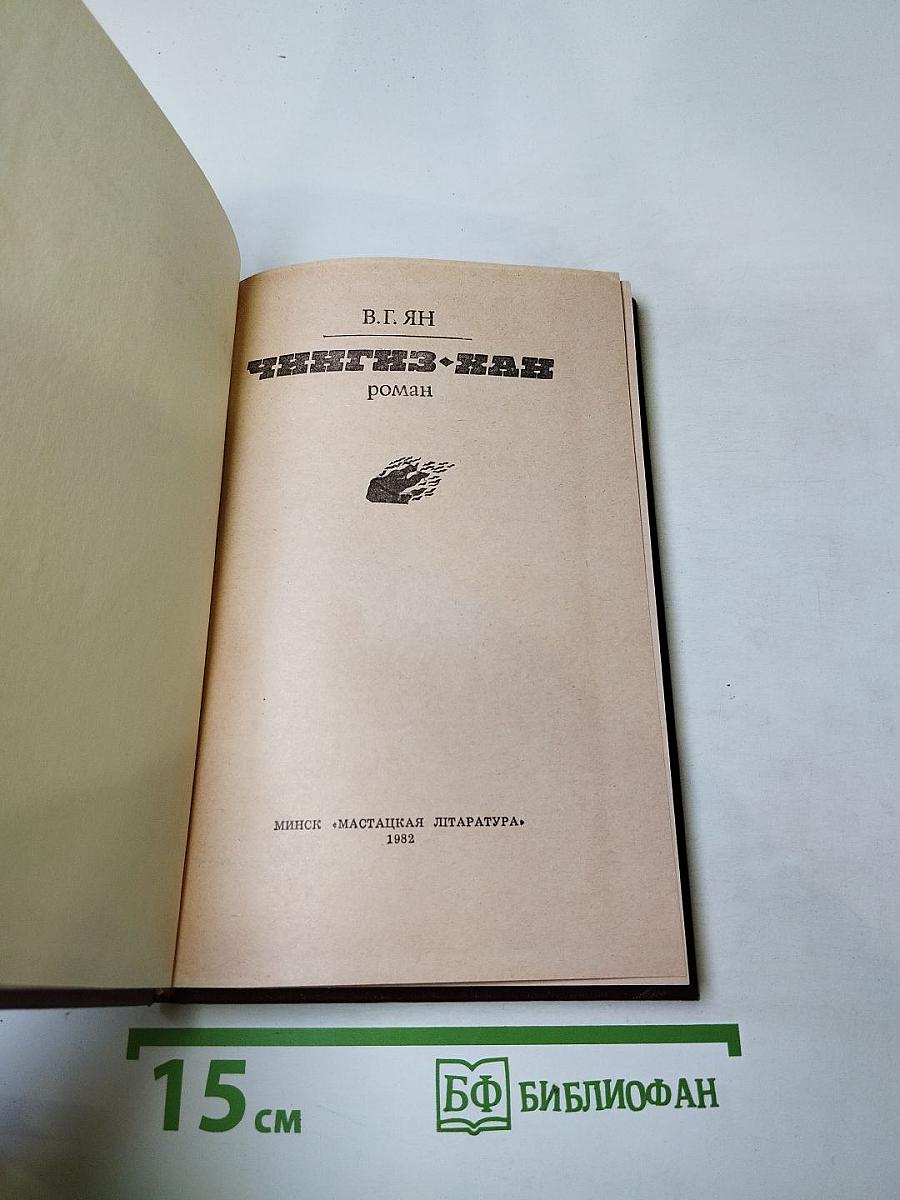 В.Г. ЯН
ЧИНГИЗ-ХАН
роман
МИНСК «МАСТАЦКАЯ ЛІТАРАТУРА»
1982
15 см
БФ БИБЛИОФАН